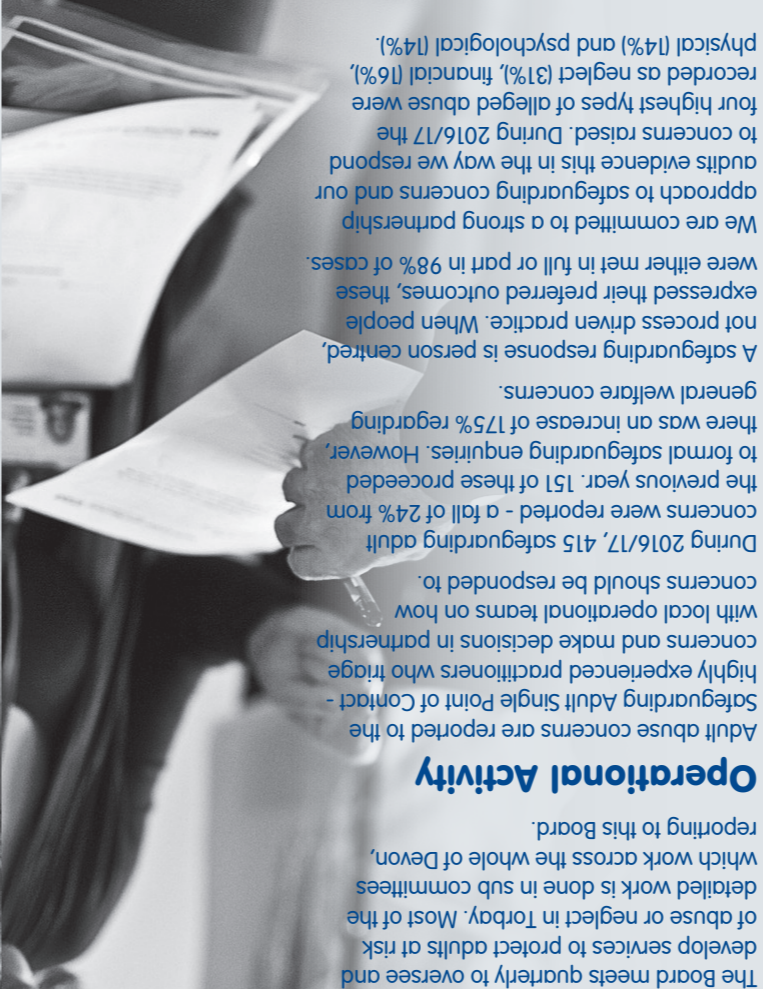 The Board meets quarterly to oversee and
develop services to protect adults at risk
of abuse or neglect in Torbay. Most of the
detailed work is done in sub committees
which work across the whole of Devon,
reporting to this Board.
Operational Activity
Adult abuse concerns are reported to the
Safeguarding Adult Single Point of Contact -
highly experienced practitioners who triage
concerns and make decisions in partnership
with local operational teams on how
concerns should be responded to.
During 2016/17, 415 safeguarding adult
concerns were reported - a fall of 24% from
the previous year. 151 of these proceeded
to formal safeguarding enquiries. However,
there was an increase of 175% regarding
general welfare concerns.
A safeguarding response is person centred,
not process driven practice. When people
expressed their preferred outcomes, these
were either met in full or part in 98% of cases.
We are committed to a strong partnership
approach to safeguarding concerns and our
audits evidence this in the way we respond
to concerns raised. During 2016/17 the
four highest types of alleged abuse were
recorded as neglect (31%), financial (16%),
physical (14%) and psychological (14%).